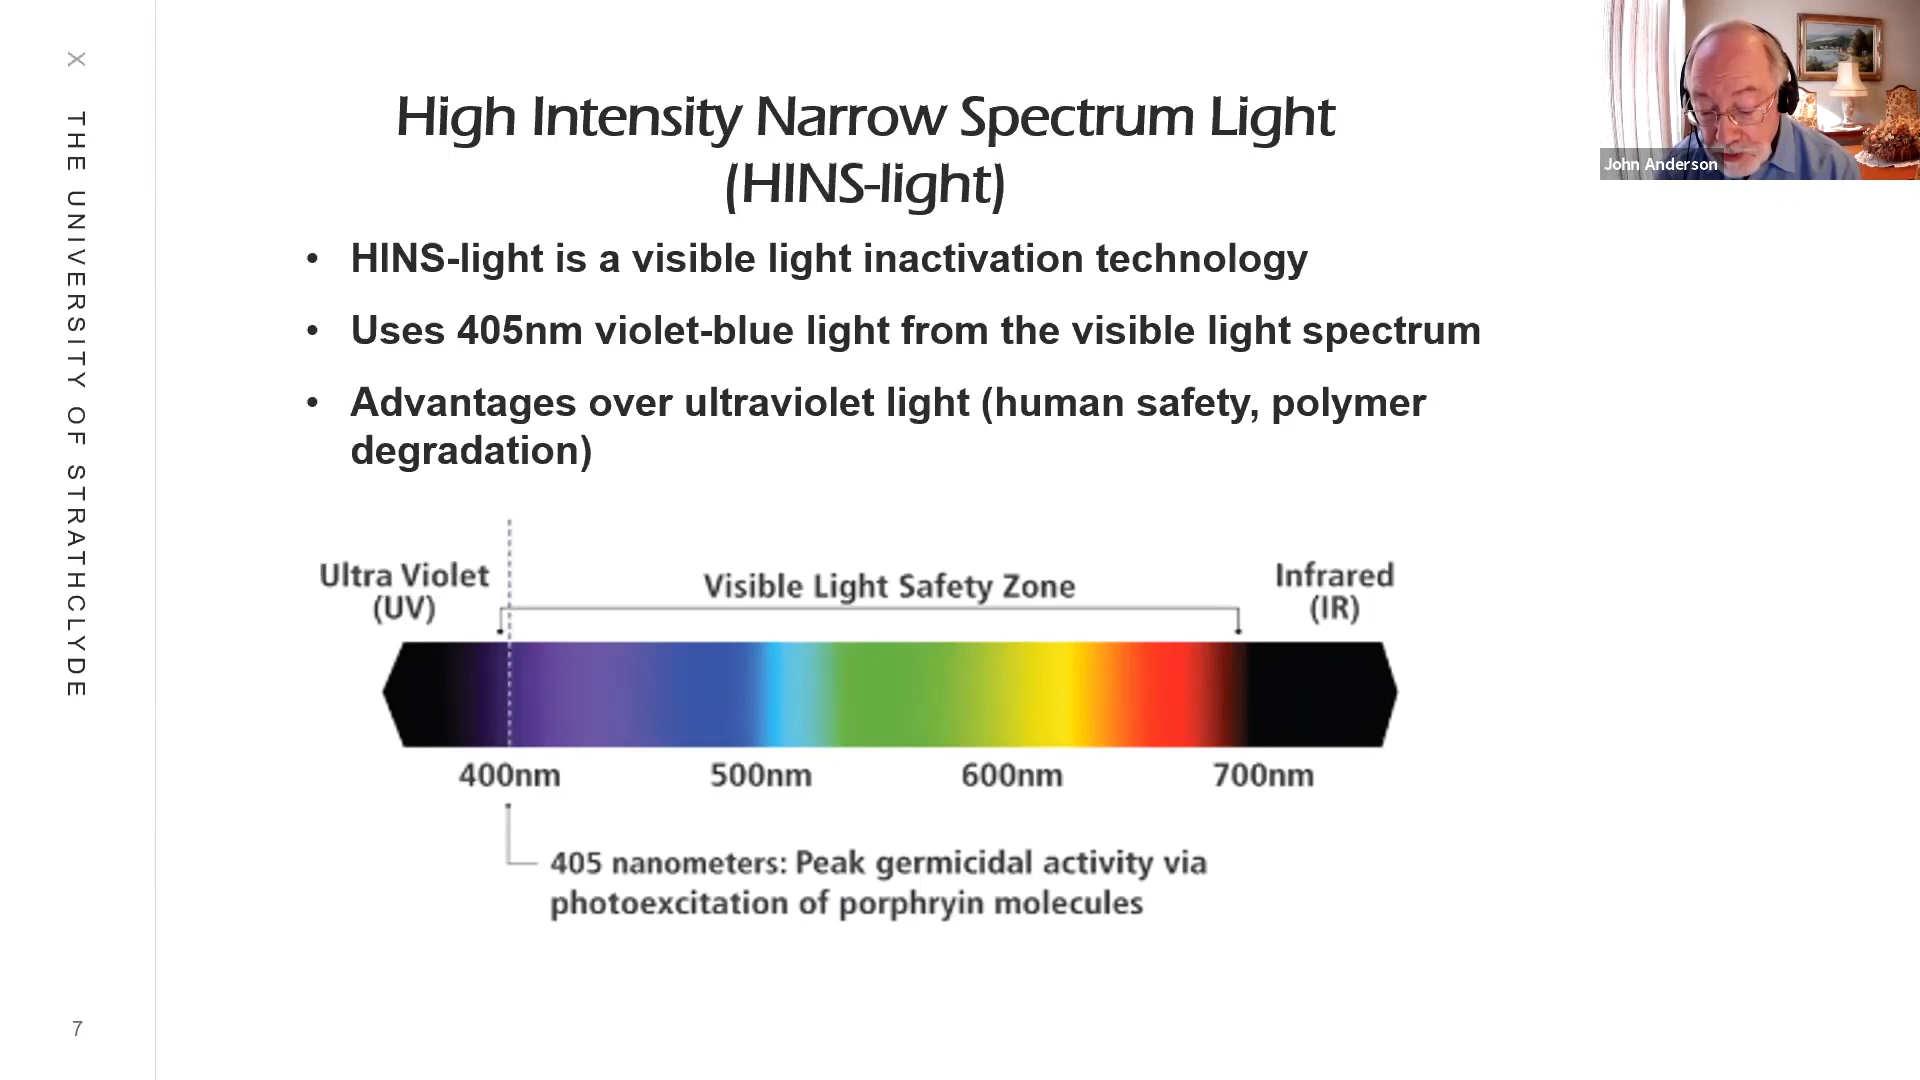 X THE UNIVERSITY OF STRATHCLYDE
High Intensity Narrow Spectrum Light
(HINS-light)
• HINS-light is a visible light inactivation technology
• Uses 405nm violet-blue light from the visible light spectrum
• Advantages over ultraviolet light (human safety, polymer
degradation)
Ultra Violet
(UV)
Visible Light Safety Zone
Infrared
(IR)
400nm 500nm 600nm 700nm
405 nanometers: Peak germicidal activity via
photoexcitation of porphryin molecules
7
John Anderson